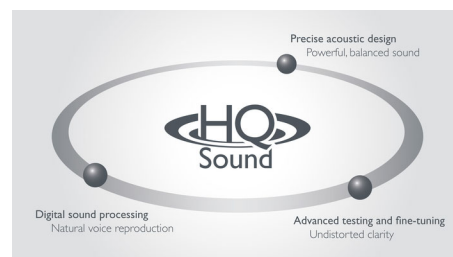 Precise acoustic design
Powerful, balanced sound
HQ
Sound
Digital sound processing
Natural voice reproduction
Advanced testing and fine-tuning
Undistorted clarity